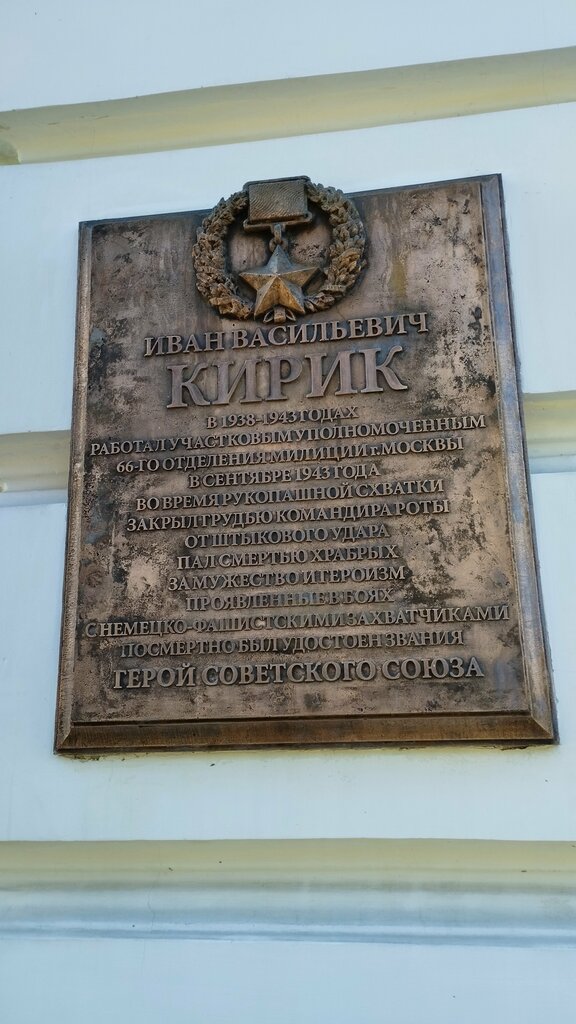 ИВАН ВАСИЛЬЕВИЧ
КИРИК
В 1938-1943 ГОДАХ
РАБОТАЛ УЧАСТКОВЫМ УПОЛНОМОЧЕННЫМ
66-ГО ОТДЕЛЕНИЯ МИЛИЦИИ г. МОСКВЫ
В СЕНТЯБРЕ 1943 ГОДА
ВО ВРЕМЯ РУКОПАШНОЙ СХВАТКИ
ЗАКРЫЛ ГРУДЬЮ КОМАНДИРА РОТЫ
ОТ ШТЫКОВОГО УДАРА
ПАЛ СМЕРТЬЮ ХРАБРЫХ
ЗА МУЖЕСТВО И ГЕРОИЗМ
ПРОЯВЛЕННЫЕ В БОЯХ
С НЕМЕЦКО-ФАШИСТСКИМИ ЗАХВАТЧИКАМИ
ПОСМЕРТНО БЫЛ УДОСТОЕН ЗВАНИЯ
ГЕРОЙ СОВЕТСКОГО СОЮЗА